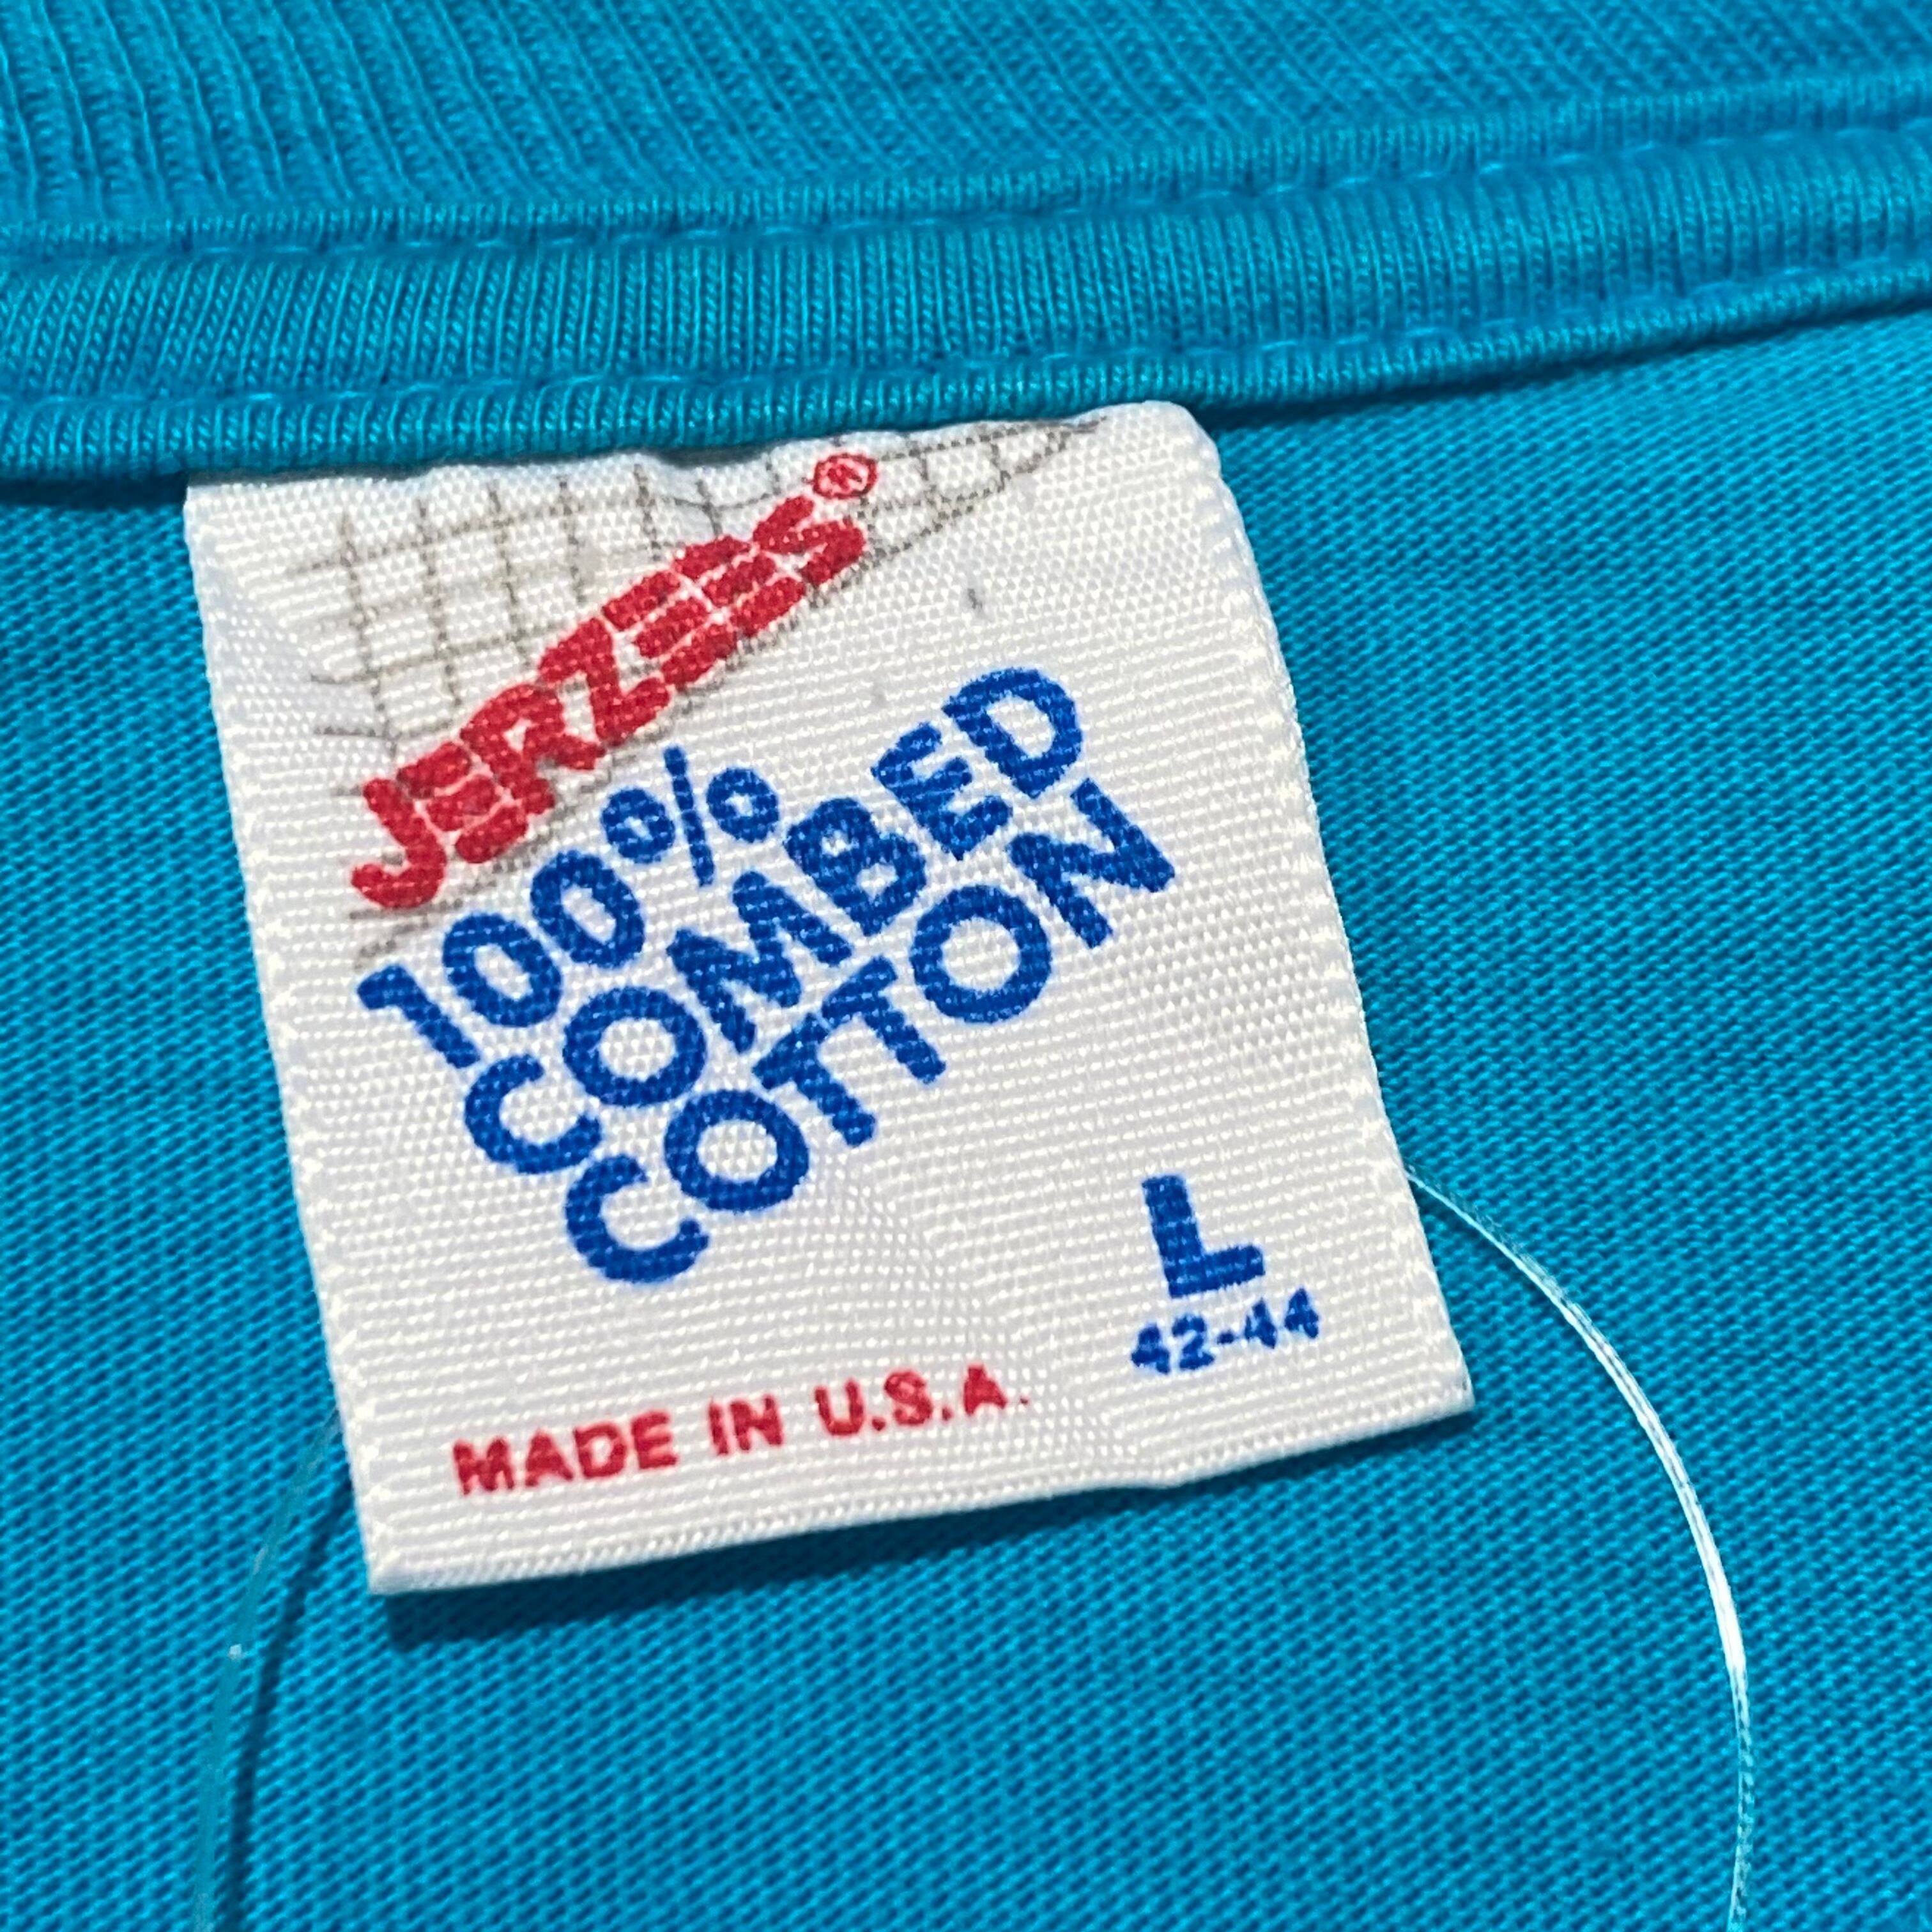 JERZEES®
100%
COMBED
COTTON
L
42-44
MADE IN U.S.A.